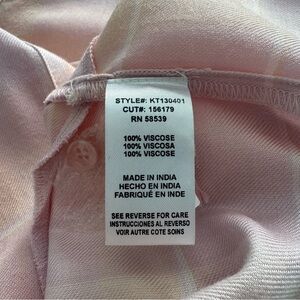 STYLE#: KT130401
CUT#: 156179
RN 58539
100% VISCOSE
100% VISCOSA
100% VISCOSE
MADE IN INDIA
HECHO EN INDIA
FABRIQUÉ EN INDE
SEE REVERSE FOR CARE
INSTRUCCIONES AL REVERSO
VOIR AUTRE COTE SOINS